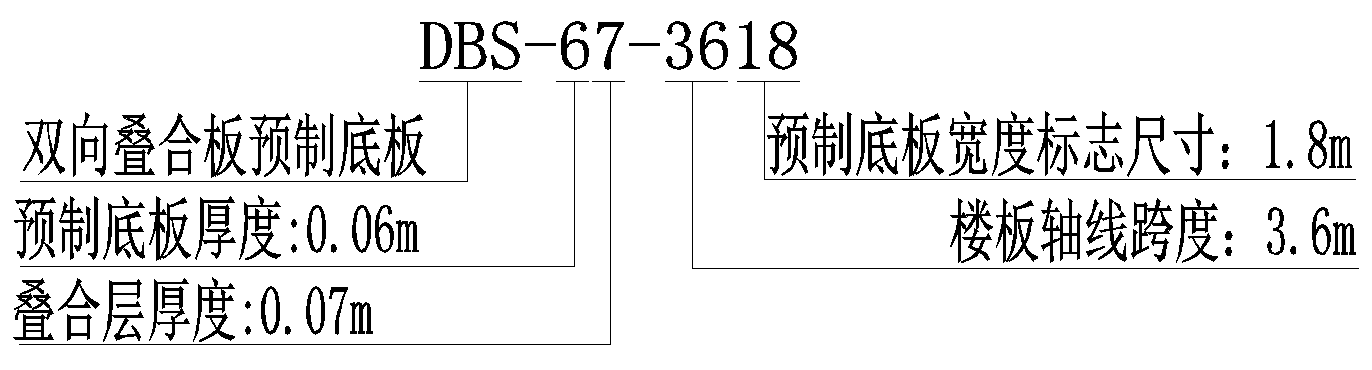 DBS-67-3618
双向叠合板预制底板
预制底板宽度标志尺寸：1.8m
预制底板厚度:0.06m
楼板轴线跨度：3.6m
叠合层厚度:0.07m